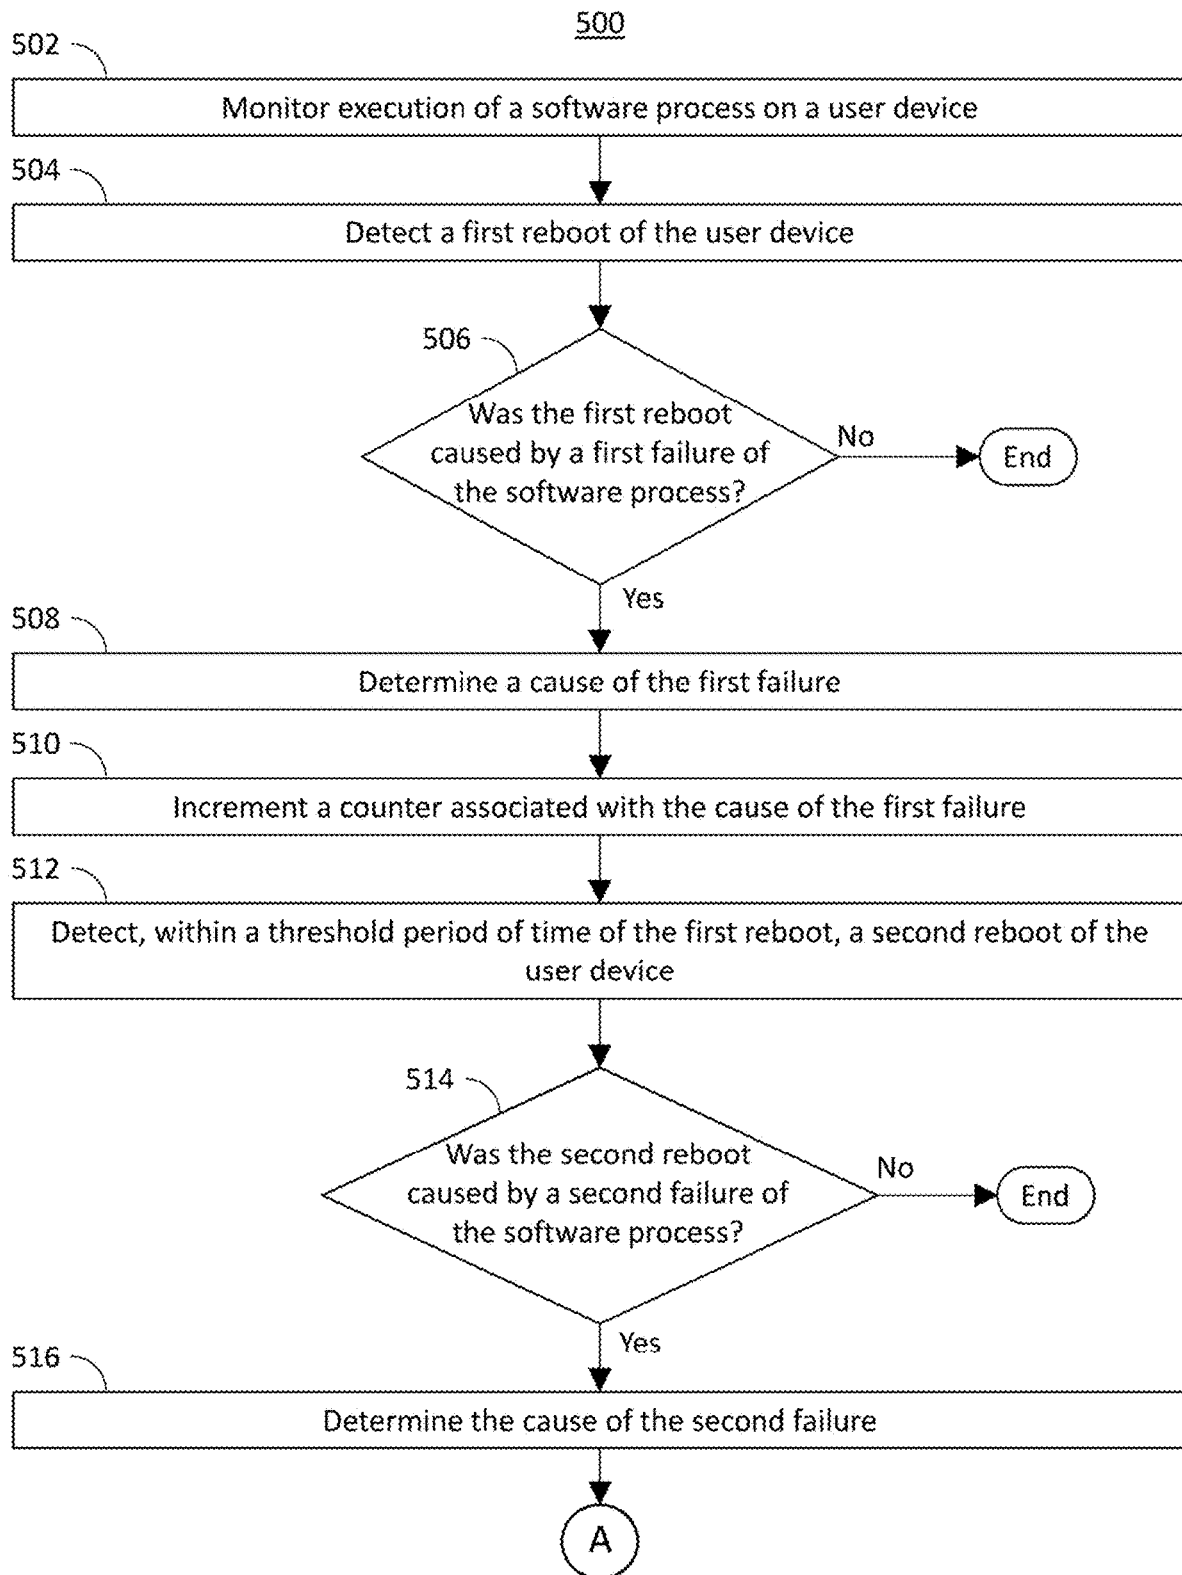 500
502
Monitor execution of a software process on a user device
504
Detect a first reboot of the user device
506
Was the first reboot
caused by a first failure of
the software process?
No
End
Yes
508
Determine a cause of the first failure
510
Increment a counter associated with the cause of the first failure
512
Detect, within a threshold period of time of the first reboot, a second reboot of the
user device
514
Was the second reboot
caused by a second failure of
the software process?
No
End
Yes
516
Determine the cause of the second failure
A